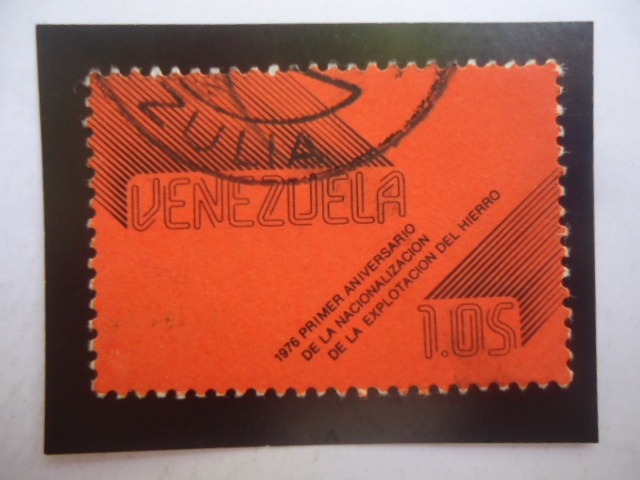 ZULIA
VENEZUELA
1976 PRIMER ANIVERSARIO
DE LA NACIONALIZACION
DE LA EXPLOTACION DEL HIERRO
1.05